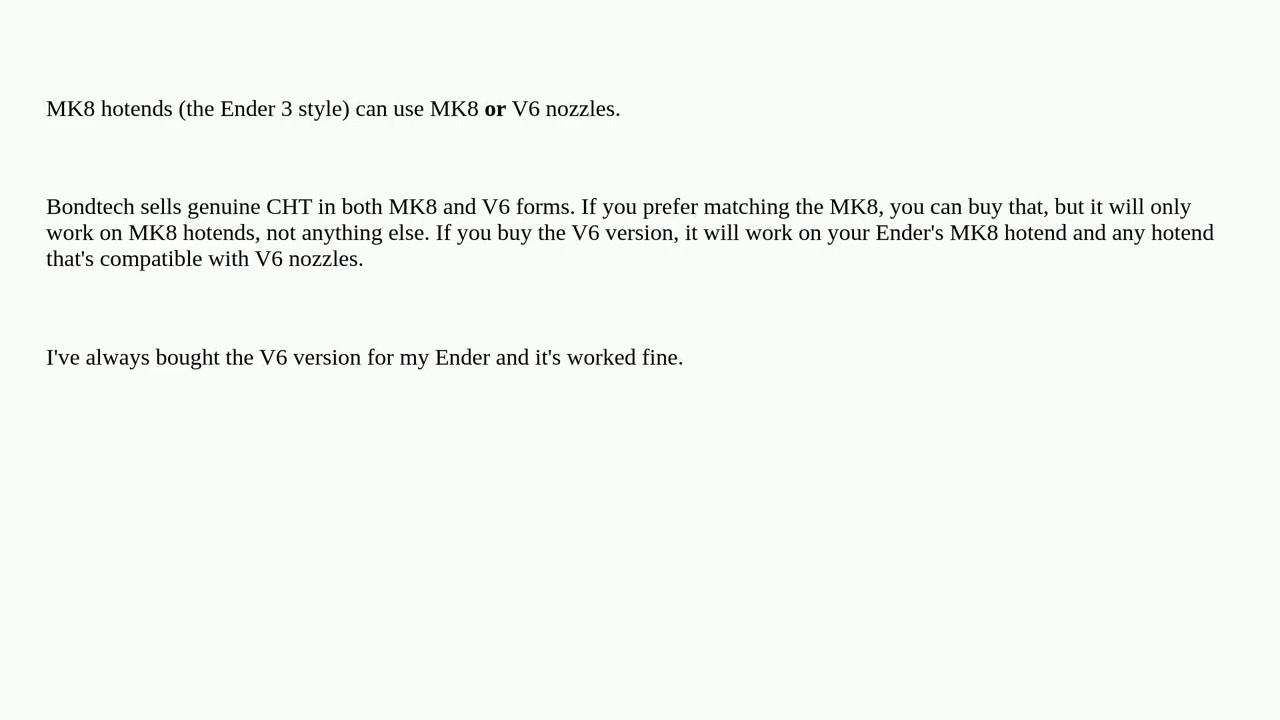 MK8 hotends (the Ender 3 style) can use MK8 or V6 nozzles.
Bondtech sells genuine CHT in both MK8 and V6 forms. If you prefer matching the MK8, you can buy that, but it will only
work on MK8 hotends, not anything else. If you buy the V6 version, it will work on your Ender's MK8 hotend and any hotend
that's compatible with V6 nozzles.
I've always bought the V6 version for my Ender and it's worked fine.